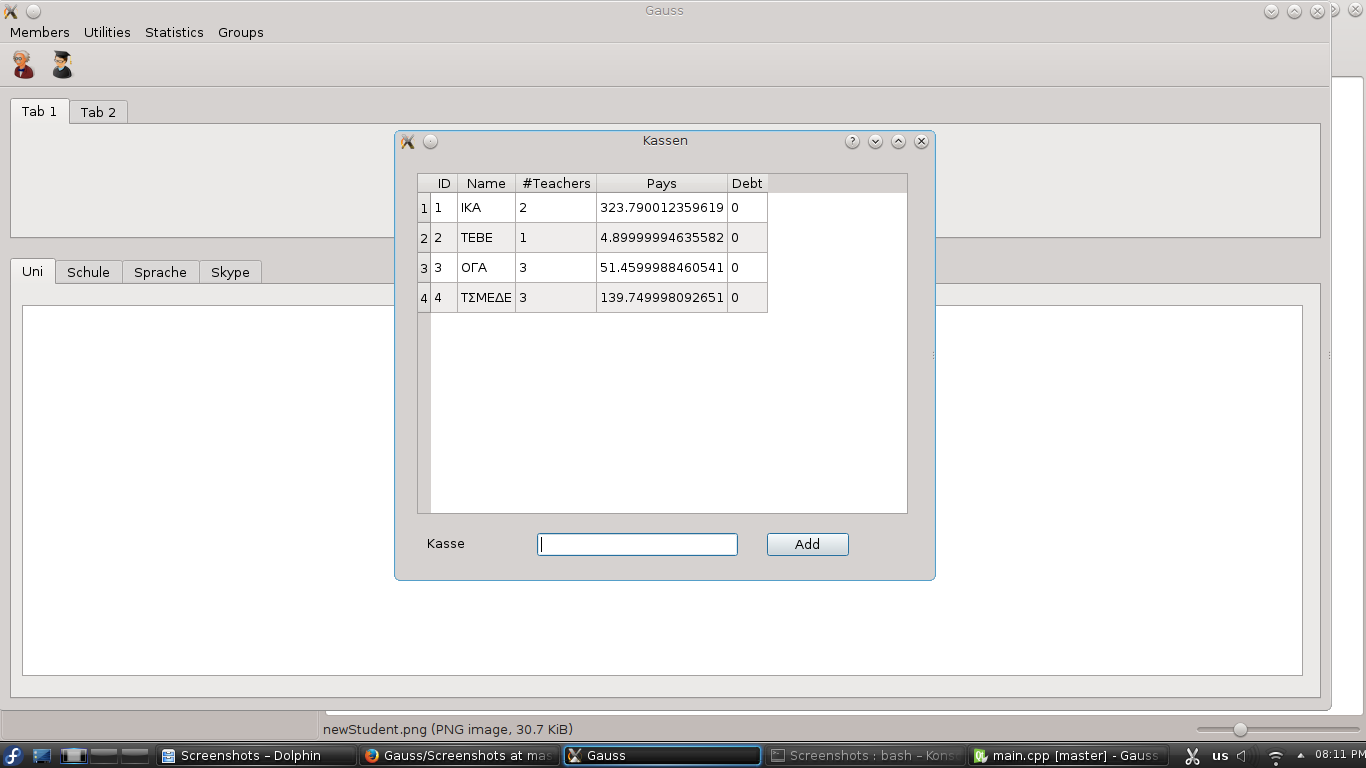 Gauss
Members Utilities Statistics Groups
Tab 1 Tab 2
Kassen
ID Name #Teachers Pays Debt
1 1 ΙΚΑ 2 323.790012359619 0
2 2 ΤΕΒΕ 1 4.89999994635582 0
3 3 ΟΓΑ 3 51.4599988460541 0
4 4 ΤΣΜΕΔΕ 3 139.749998092651 0
Uni Schule Sprache Skype
Kasse Add
newStudent.png (PNG image, 30.7 KiB)
Screenshots – Dolphin Gauss/Screenshots at mas Gauss Screenshots : bash – Kons main.cpp [master] - Gauss us 08:11 PM